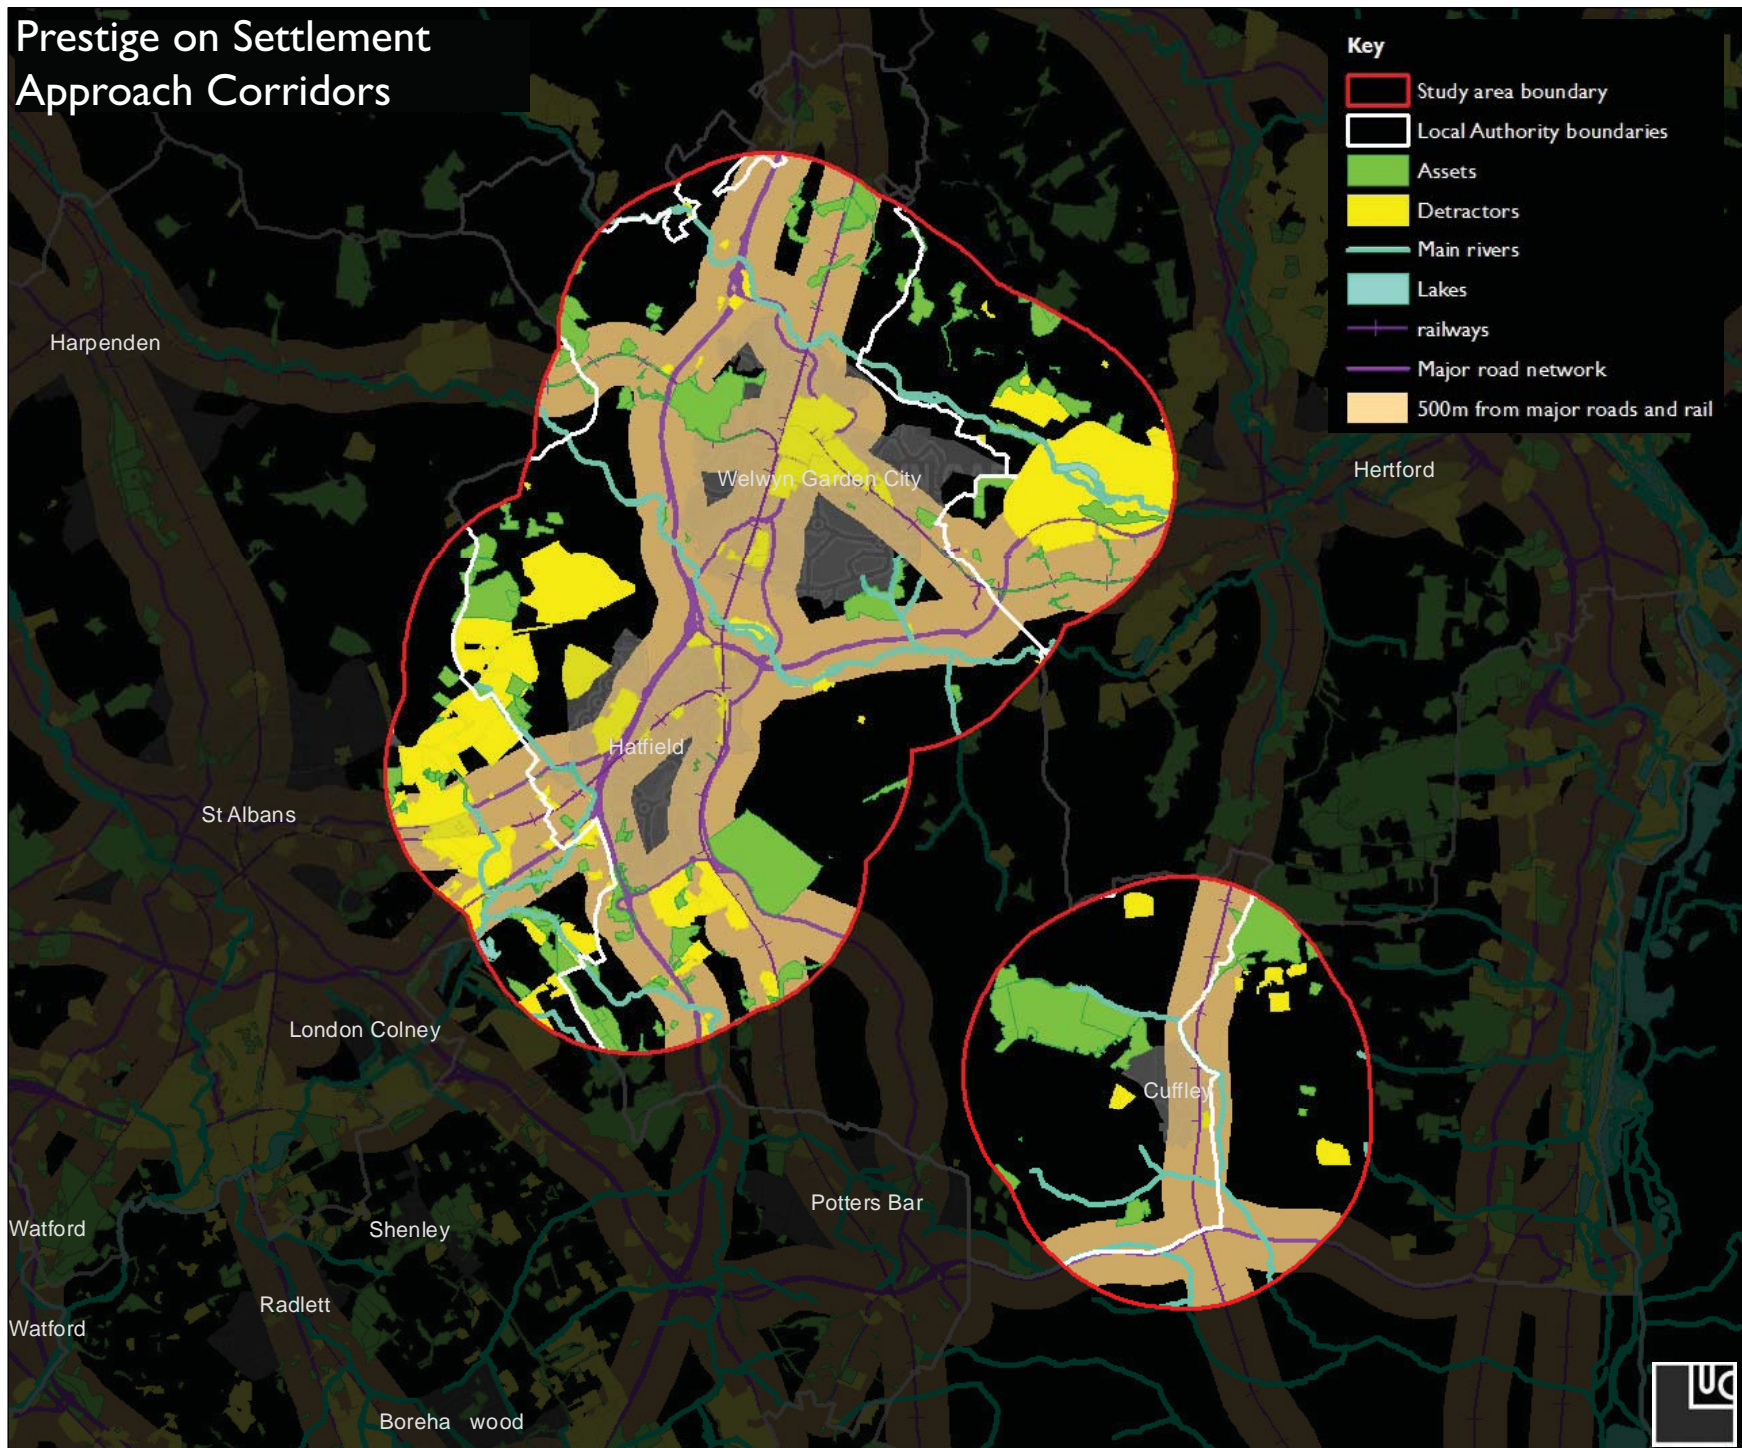 Prestige on Settlement
Approach Corridors
Key
Study area boundary
Local Authority boundaries
Assets
Detractors
Main rivers
Lakes
railways
Major road network
500m from major roads and rail
Harpenden
Hertford
Welwyn Garden City
Hatfield
St Albans
London Colney
Cuffley
Potters Bar
Watford
Shenley
Radlett
Watford
Boreha wood